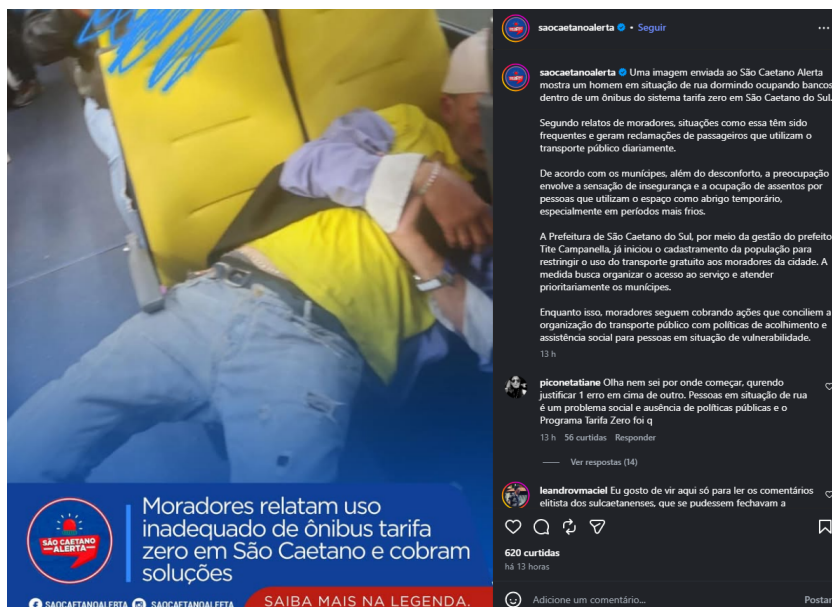 SÃO CAETANO
ALERTA
Moradores relatam uso
inadequado de ônibus tarifa
zero em São Caetano e cobram
soluções
SAOCAETANOALERTA SAOCAETANOALERTA
SAIBA MAIS NA LEGENDA.
saocaetanoalerta • Seguir
saocaetanoalerta Uma imagem enviada ao São Caetano Alerta
mostra um homem em situação de rua dormindo ocupando bancos
dentro de um ônibus do sistema tarifa zero em São Caetano do Sul.
Segundo relatos de moradores, situações como essa têm sido
frequentes e geram reclamações de passageiros que utilizam o
transporte público diariamente.
De acordo com os munícipes, além do desconforto, a preocupação
envolve a sensação de insegurança e a ocupação de assentos por
pessoas que utilizam o espaço como abrigo temporário,
especialmente em períodos mais frios.
A Prefeitura de São Caetano do Sul, por meio da gestão do prefeito
Tite Campanella, já iniciou o cadastramento da população para
restringir o uso do transporte gratuito aos moradores da cidade. A
medida busca organizar o acesso ao serviço e atender
prioritariamente os munícipes.
Enquanto isso, moradores seguem cobrando ações que conciliem a
organização do transporte público com políticas de acolhimento e
assistência social para pessoas em situação de vulnerabilidade.
13 h
piconetatiane Olha nem sei por onde começar, qurendo
justificar 1 erro em cima de outro. Pessoas em situação de rua
é um problema social e ausência de políticas públicas e o
Programa Tarifa Zero foi q
13 h 56 curtidas Responder
Ver respostas (14)
leandrovmaciel Eu gosto de vir aqui só para ler os comentários
elitista dos sulcaetanenses, que se pudessem fechavam a
620 curtidas
há 13 horas
Adicione um comentário... Postar